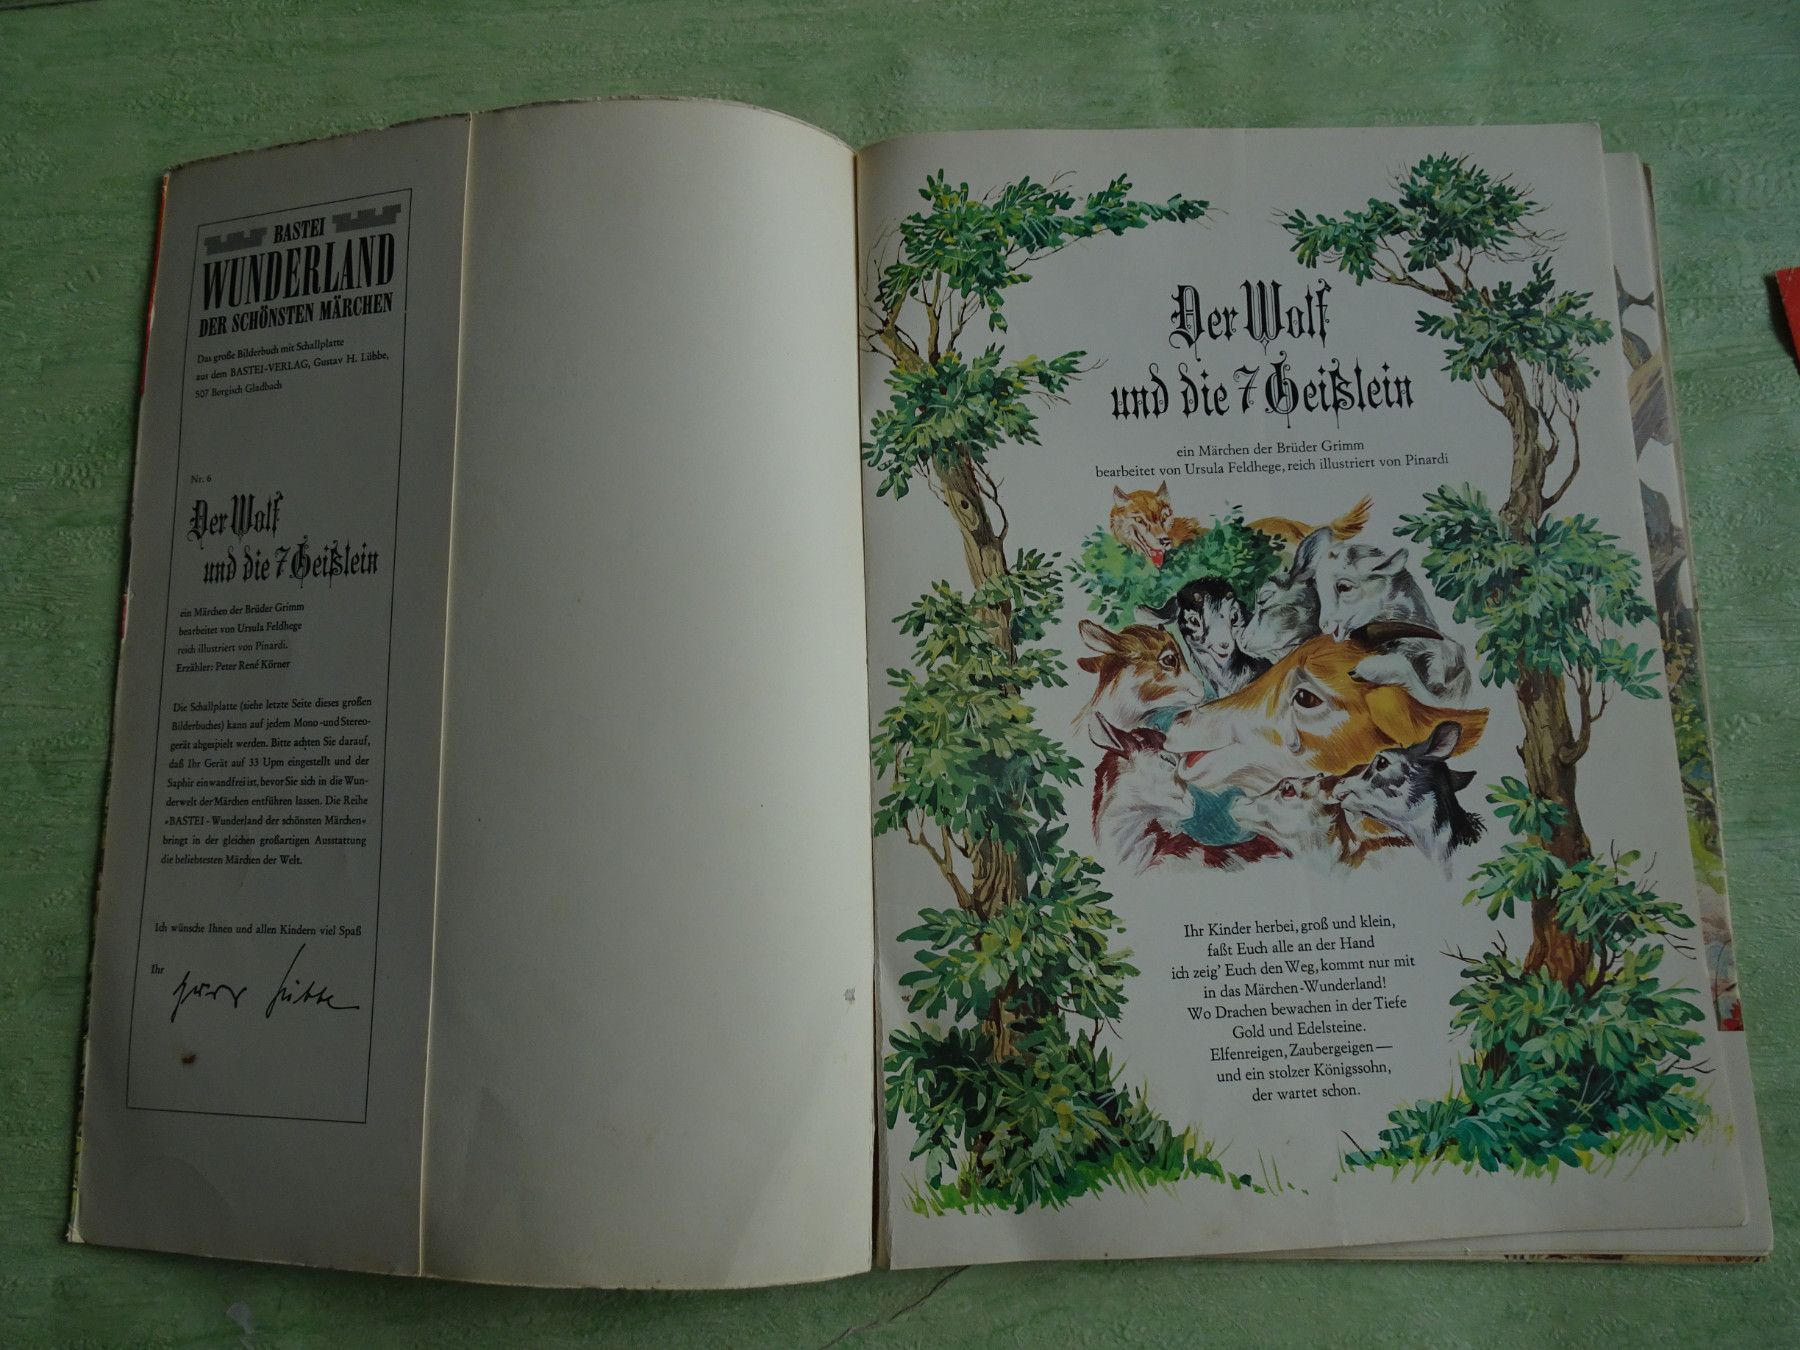 BASTEI
WUNDERLAND
DER SCHÖNSTEN MÄRCHEN
Das große Bilderbuch mit Schallplatte
aus dem BASTEI-VERLAG, Gustav H. Lübbe,
507 Bergisch Gladbach
Nr. 6
Der Wolf
und die 7 Geißlein
ein Märchen der Brüder Grimm
bearbeitet von Ursula Feldhege
reich illustriert von Pinardi.
Erzähler: Peter René Körner
Die Schallplatte (siehe letzte Seite dieses großen
Bilderbuches) kann auf jedem Mono-und Stereo-
gerät abgespielt werden. Bitte achten Sie darauf,
daß Ihr Gerät auf 33 Upm eingestellt und der
Saphir einwandfrei ist, bevor Sie sich in die Wun-
derwelt der Märchen entführen lassen. Die Reihe
»BASTEI - Wunderland der schönsten Märchen«
bringt in der gleichen großartigen Ausstattung
die beliebtesten Märchen der Welt.
Ich wünsche Ihnen und allen Kindern viel Spaß
Ihr
Der Wolf
und die 7 Geißlein
ein Märchen der Brüder Grimm
bearbeitet von Ursula Feldhege, reich illustriert von Pinardi
Ihr Kinder herbei, groß und klein,
faßt Euch alle an der Hand
ich zeig' Euch den Weg, kommt nur mit
in das Märchen-Wunderland!
Wo Drachen bewachen in der Tiefe
Gold und Edelsteine.
Elfenreigen, Zaubergeigen —
und ein stolzer Königssohn,
der wartet schon.